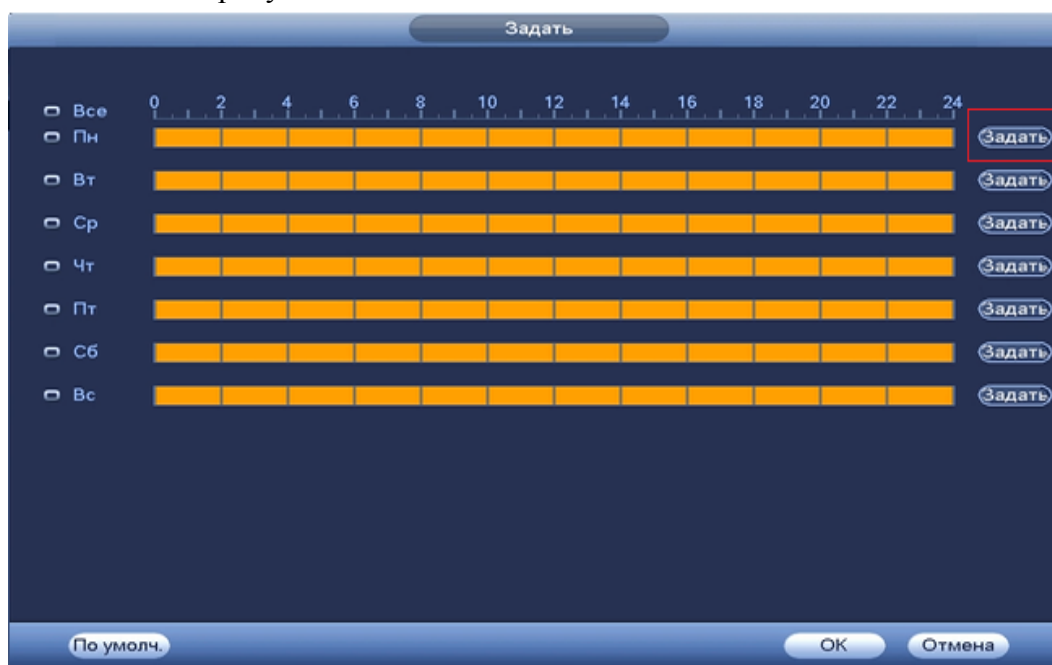 Задать
Все 0 2 4 6 8 10 12 14 16 18 20 22 24
Пн Задать
Вт Задать
Ср Задать
Чт Задать
Пт Задать
Сб Задать
Вс Задать
По умолч. OK Отмена